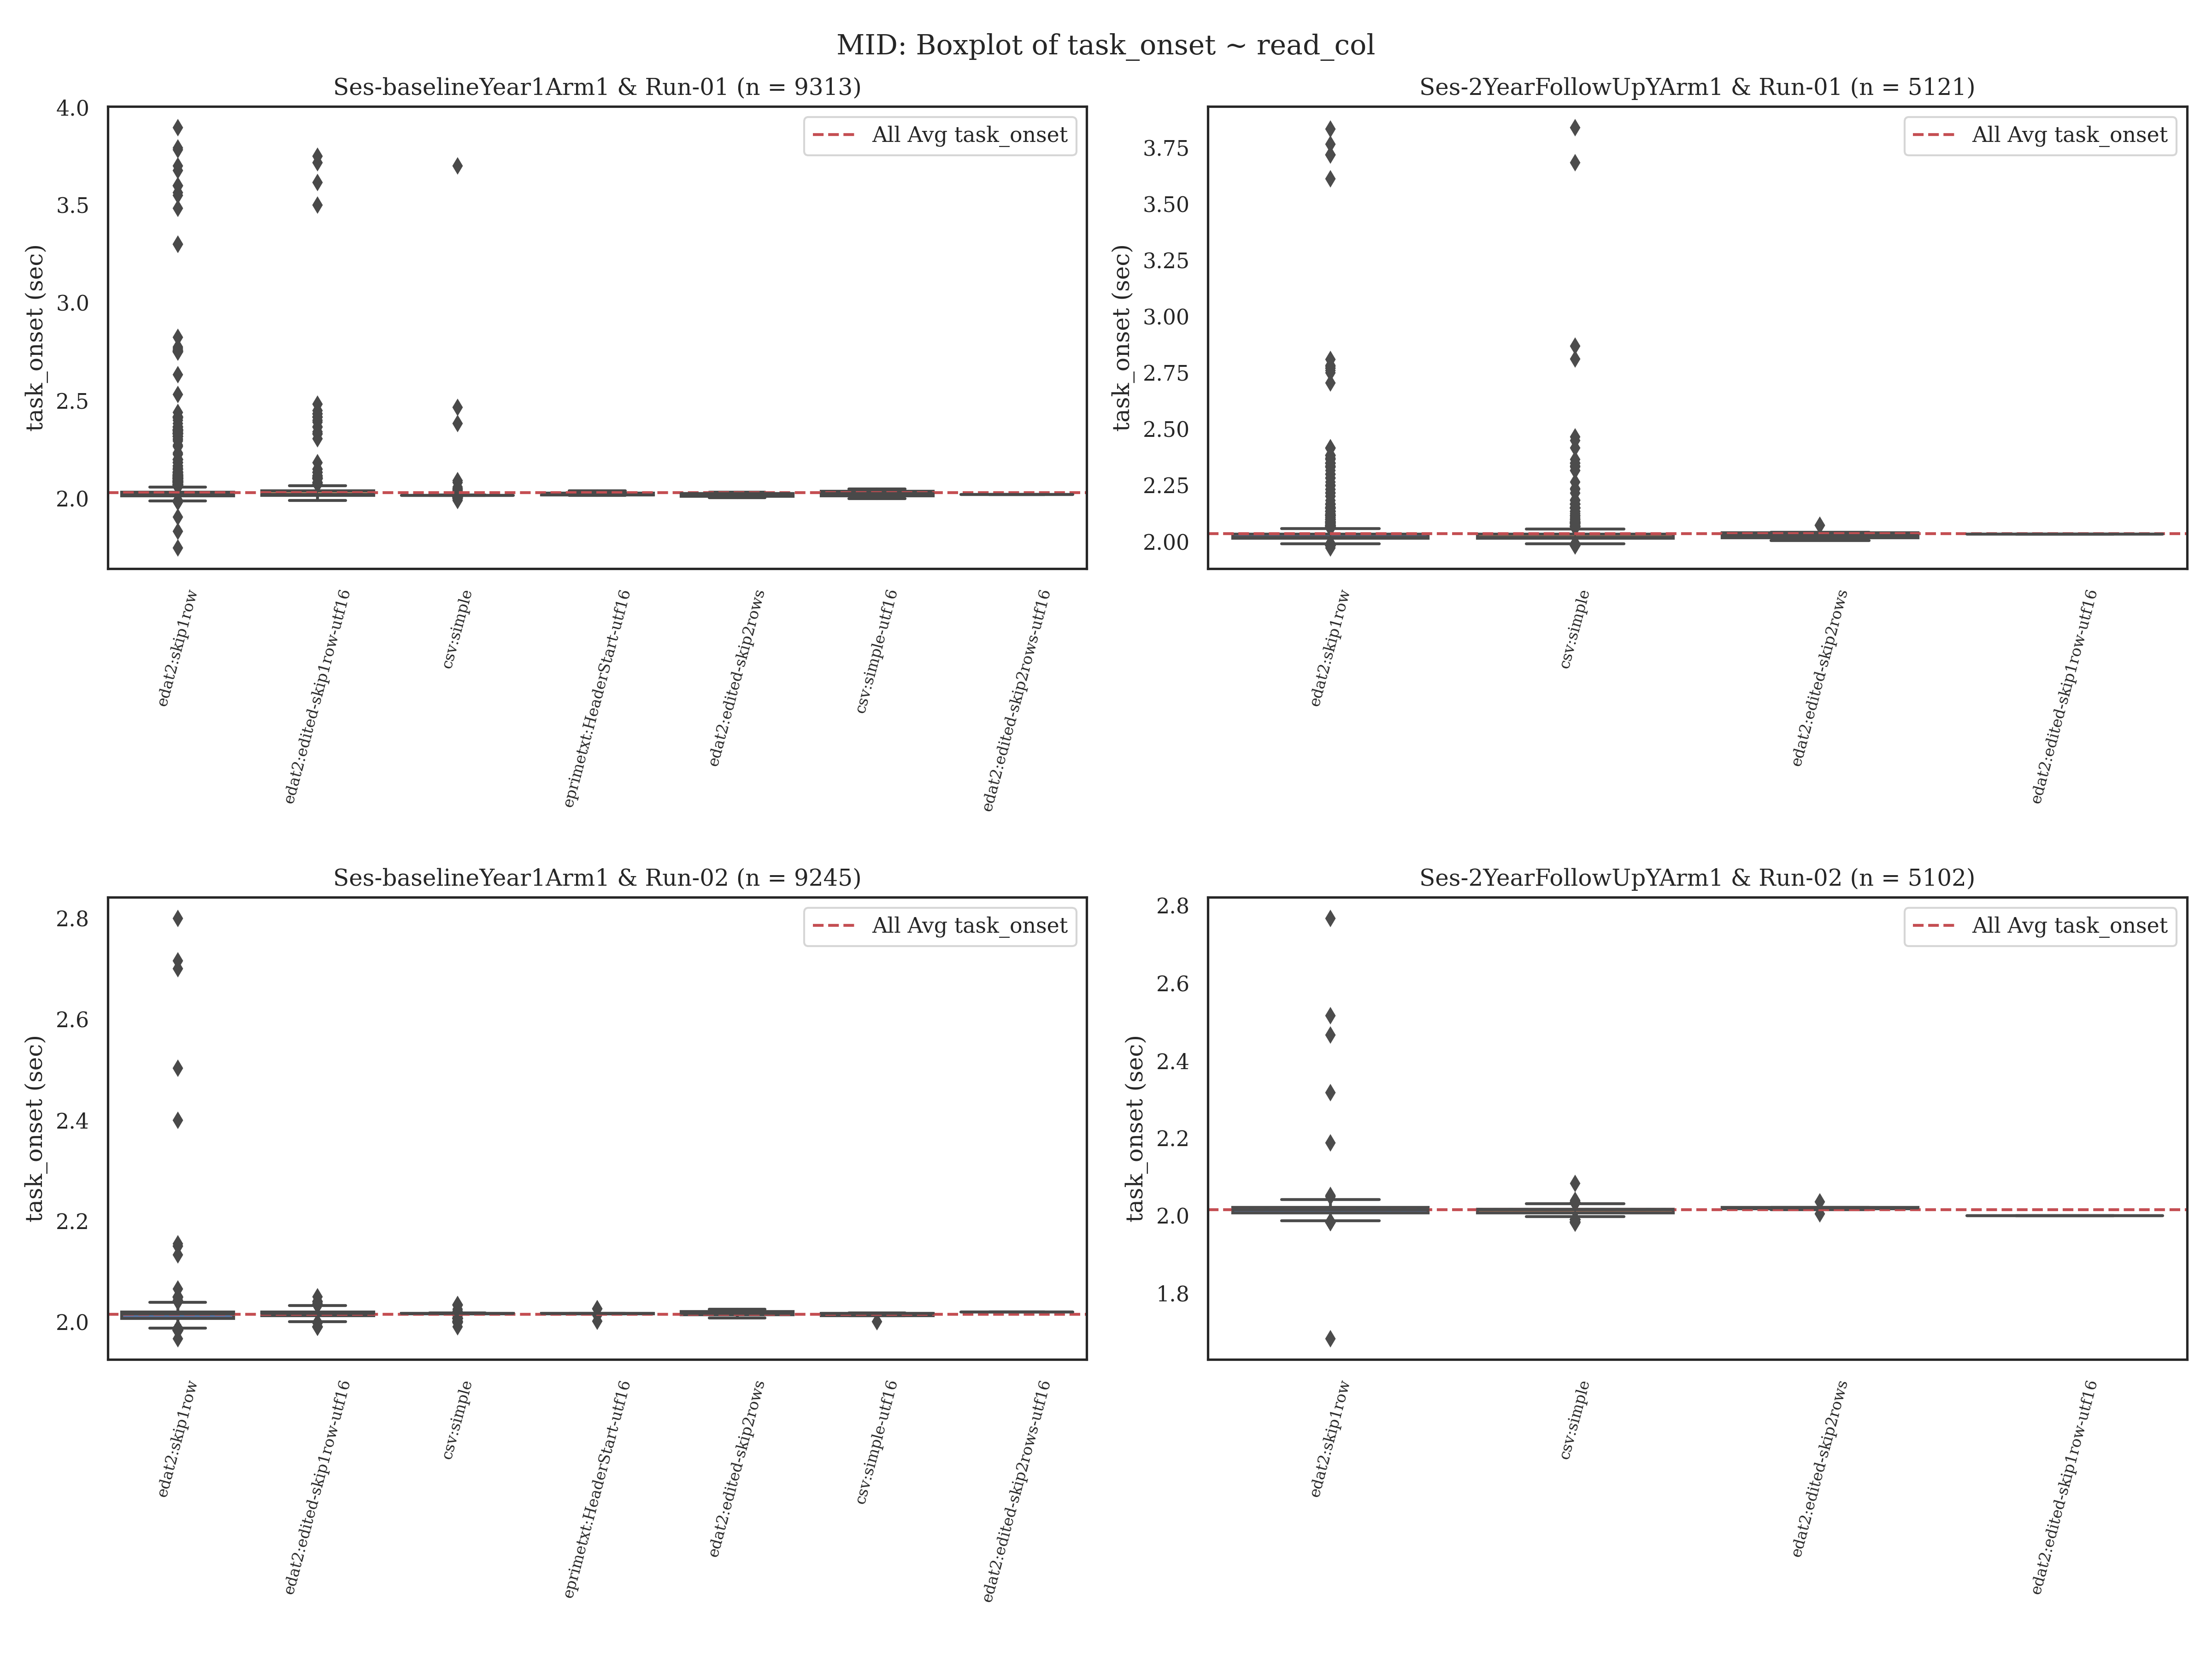 MID: Boxplot of task_onset ~ read_col
Ses-baselineYear1Arm1 & Run-01 (n = 9313)
4.0
3.5
3.0
2.5
2.0
task_onset (sec)
All Avg task_onset
edat2:skip1row
edat2:edited-skip1row-utf16
csv:simple
eprimetxt:HeaderStart-utf16
edat2:edited-skip2rows
csv:simple-utf16
edat2:edited-skip2rows-utf16
Ses-2YearFollowUpYArm1 & Run-01 (n = 5121)
3.75
3.50
3.25
3.00
2.75
2.50
2.25
2.00
task_onset (sec)
All Avg task_onset
edat2:skip1row
csv:simple
edat2:edited-skip2rows
edat2:edited-skip1row-utf16
Ses-baselineYear1Arm1 & Run-02 (n = 9245)
2.8
2.6
2.4
2.2
2.0
task_onset (sec)
All Avg task_onset
edat2:skip1row
edat2:edited-skip1row-utf16
csv:simple
eprimetxt:HeaderStart-utf16
edat2:edited-skip2rows
csv:simple-utf16
edat2:edited-skip2rows-utf16
Ses-2YearFollowUpYArm1 & Run-02 (n = 5102)
2.8
2.6
2.4
2.2
2.0
1.8
task_onset (sec)
All Avg task_onset
edat2:skip1row
csv:simple
edat2:edited-skip2rows
edat2:edited-skip1row-utf16